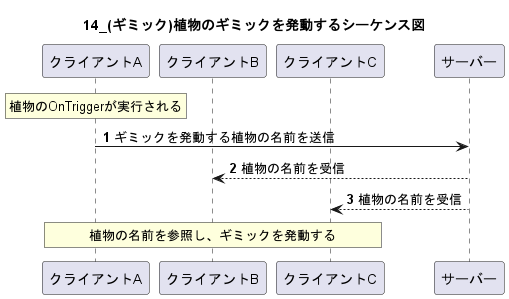 14_(ギミック)植物のギミックを発動するシーケンス図
クライアントA クライアントB クライアントC サーバー
植物のOnTriggerが実行される
1 ギミックを発動する植物の名前を送信
2 植物の名前を受信
3 植物の名前を受信
植物の名前を参照し、ギミックを発動する
クライアントA クライアントB クライアントC サーバー